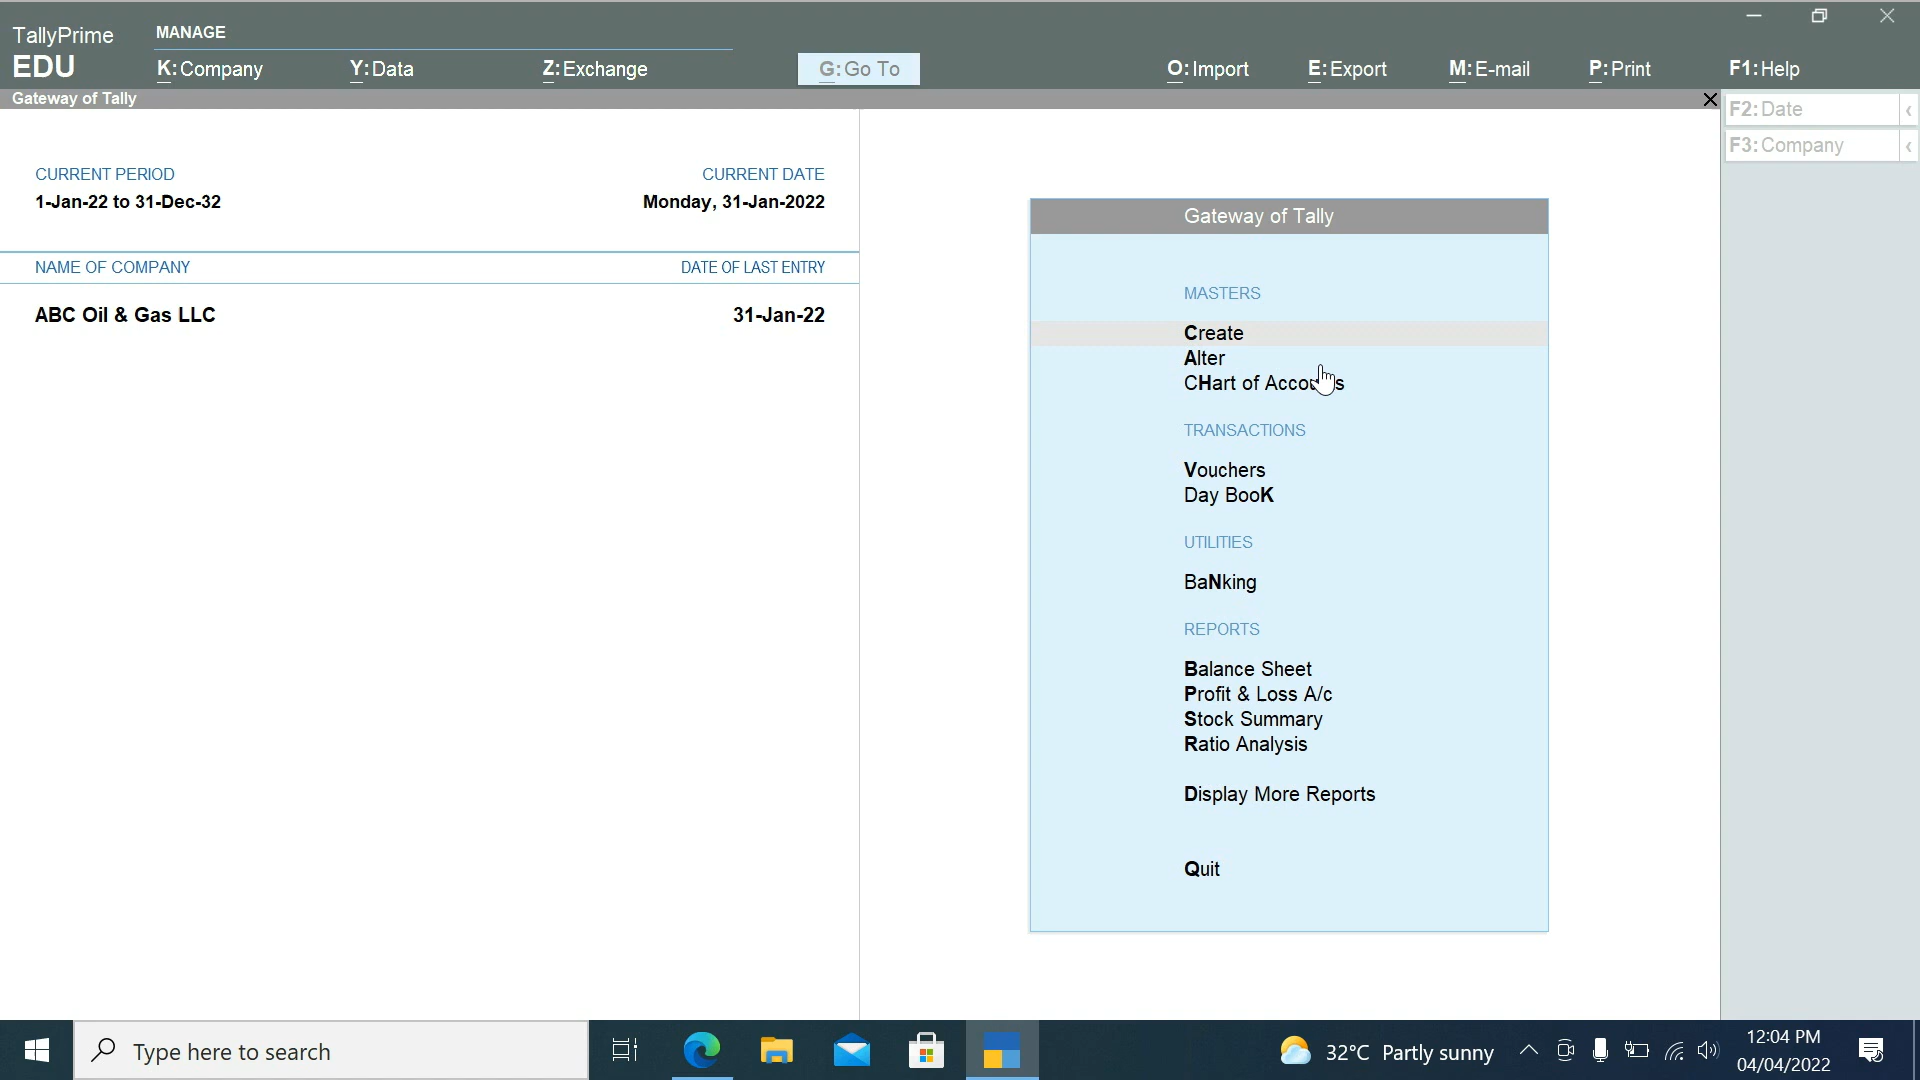 TallyPrime
EDU
MANAGE
K:Company
Y:Data
Z:Exchange
G:Go To
O:Import
E:Export
M:E-mail
P:Print
F1:Help
Gateway of Tally
F2:Date
F3:Company
CURRENT PERIOD
CURRENT DATE
1-Jan-22 to 31-Dec-32
Monday, 31-Jan-2022
NAME OF COMPANY
DATE OF LAST ENTRY
ABC Oil & Gas LLC
31-Jan-22
Gateway of Tally
MASTERS
Create
Alter
CHart of Accounts
TRANSACTIONS
Vouchers
Day BooK
UTILITIES
BaNking
REPORTS
Balance Sheet
Profit & Loss A/c
Stock Summary
Ratio Analysis
Display More Reports
Quit
Type here to search
32°C Partly sunny
12:04 PM
04/04/2022